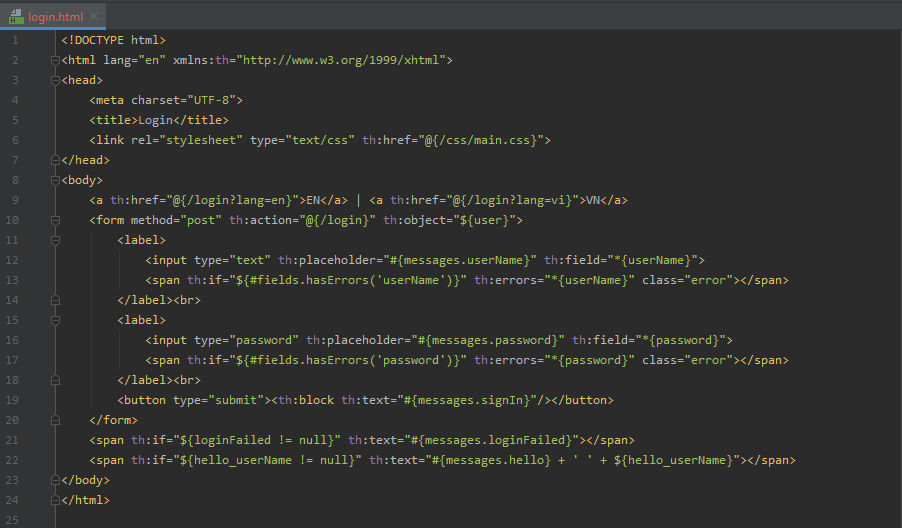 login.html
1 <!DOCTYPE html>
2 <html lang="en" xmlns:th="http://www.w3.org/1999/xhtml">
3 <head>
4     <meta charset="UTF-8">
5     <title>Login</title>
6     <link rel="stylesheet" type="text/css" th:href="@{/css/main.css}">
7 </head>
8 <body>
9     <a th:href="@{/login?lang=en}">EN</a> | <a th:href="@{/login?lang=vi}">VN</a>
10     <form method="post" th:action="@{/login}" th:object="${user}">
11         <label>
12             <input type="text" th:placeholder="#{messages.userName}" th:field="*{userName}">
13             <span th:if="${#fields.hasErrors('userName')}" th:errors="*{userName}" class="error"></span>
14         </label><br>
15         <label>
16             <input type="password" th:placeholder="#{messages.password}" th:field="*{password}">
17             <span th:if="${#fields.hasErrors('password')}" th:errors="*{password}" class="error"></span>
18         </label><br>
19         <button type="submit"><th:block th:text="#{messages.signIn}"/></button>
20     </form>
21     <span th:if="${loginFailed != null}" th:text="#{messages.loginFailed}"></span>
22     <span th:if="${hello_userName != null}" th:text="#{messages.hello} + ' ' + ${hello_userName}"></span>
23 </body>
24 </html>
25